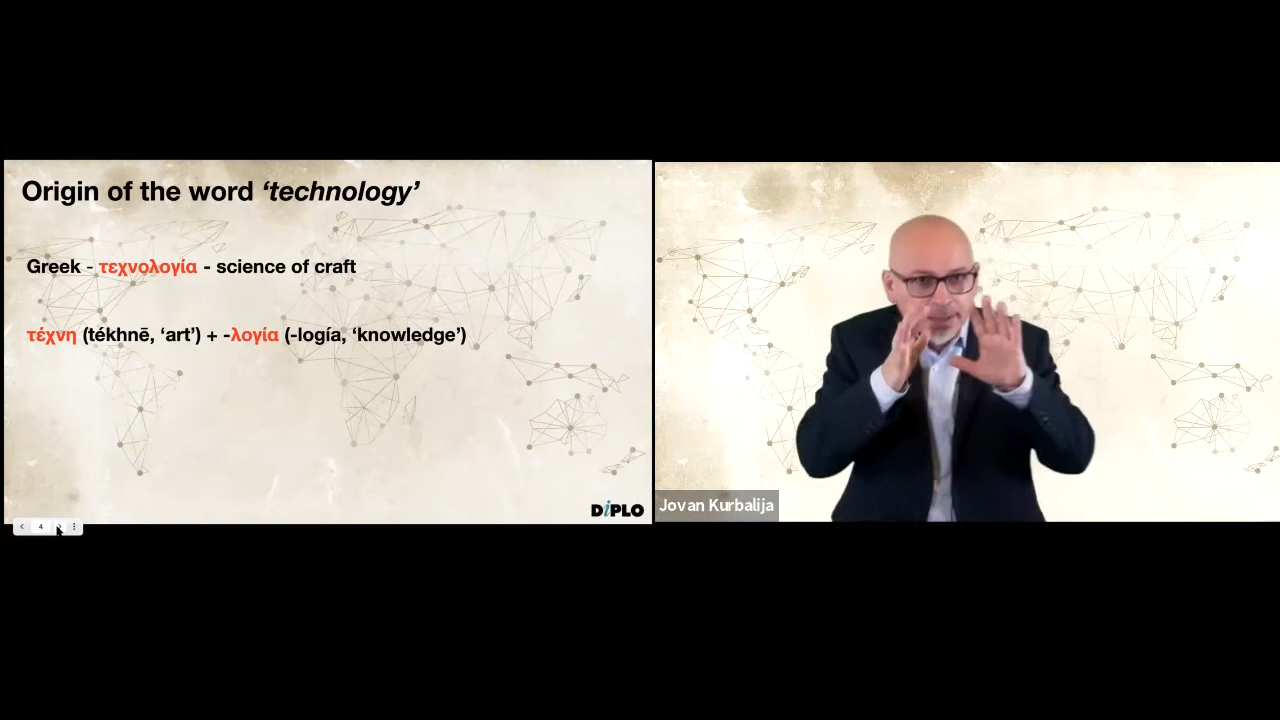 Origin of the word ‘technology’
Greek - τεχνολογία - science of craft
τέχνη (tékhnē, ‘art’) + -λογία (-logía, ‘knowledge’)
DiPLO
4
Jovan Kurbalija